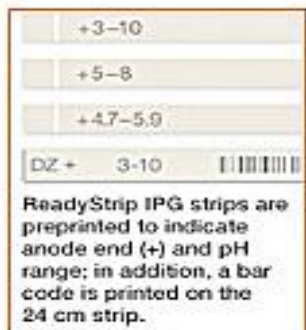 +3–10
+5–8
+4.7–5.9
DZ + 3-10
ReadyStrip IPG strips are
preprinted to indicate
anode end (+) and pH
range; in addition, a bar
code is printed on the
24 cm strip.